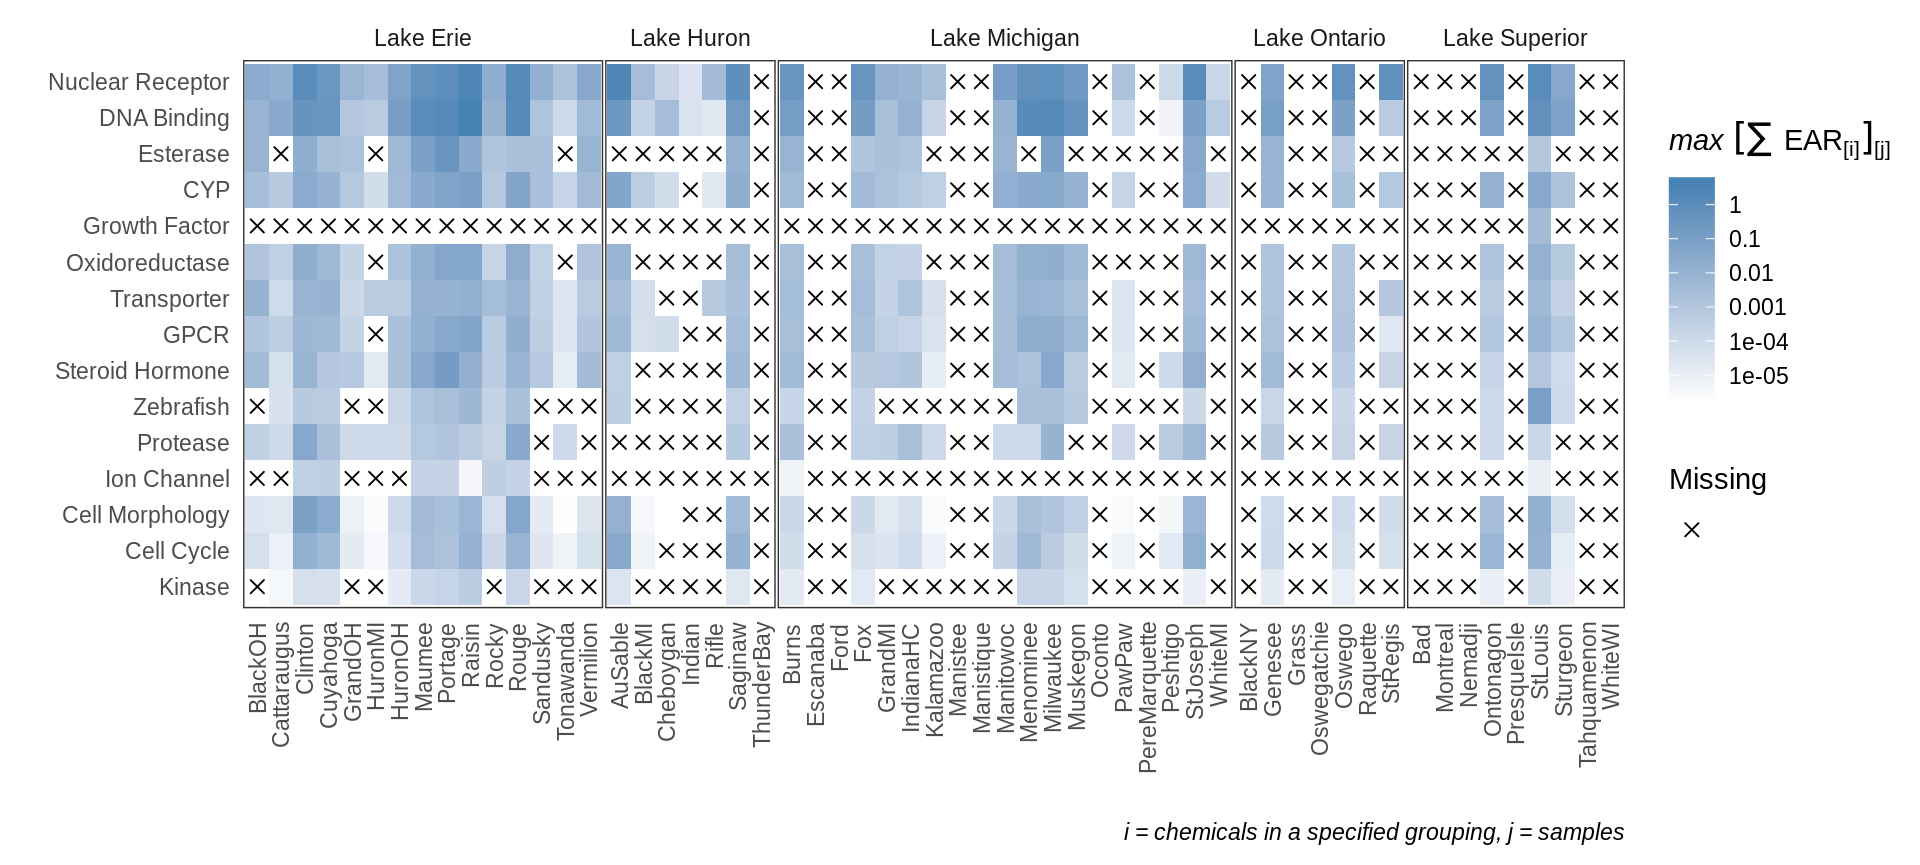 Lake Erie Lake Huron Lake Michigan Lake Ontario Lake Superior
Nuclear Receptor
DNA Binding
Esterase
CYP
Growth Factor
Oxidoreductase
Transporter
GPCR
Steroid Hormone
Zebrafish
Protease
Ion Channel
Cell Morphology
Cell Cycle
Kinase
BlackOH
Cattaraugus
Clinton
Cuyahoga
GrandOH
HuronMI
HuronOH
Maumee
Portage
Raisin
Rocky
Rouge
Sandusky
Tonawanda
Vermilion
AuSable
BlackMI
Cheboygan
Indian
Rifle
Saginaw
ThunderBay
Burns
Escanaba
Ford
Fox
GrandMI
IndianaHC
Kalamazoo
Manistee
Manistique
Manitowoc
Menominee
Milwaukee
Muskegon
Oconto
PawPaw
PereMarquette
Peshtigo
StJoseph
WhiteMI
BlackNY
Genesee
Grass
Oswegatchie
Oswego
Raquette
StRegis
Bad
Montreal
Nemadji
Ontonagon
PresqueIsle
StLouis
Sturgeon
Tahquamenon
WhiteWI
max [∑ EAR[i]][j]
1
0.1
0.01
0.001
1e-04
1e-05
Missing
i = chemicals in a specified grouping, j = samples